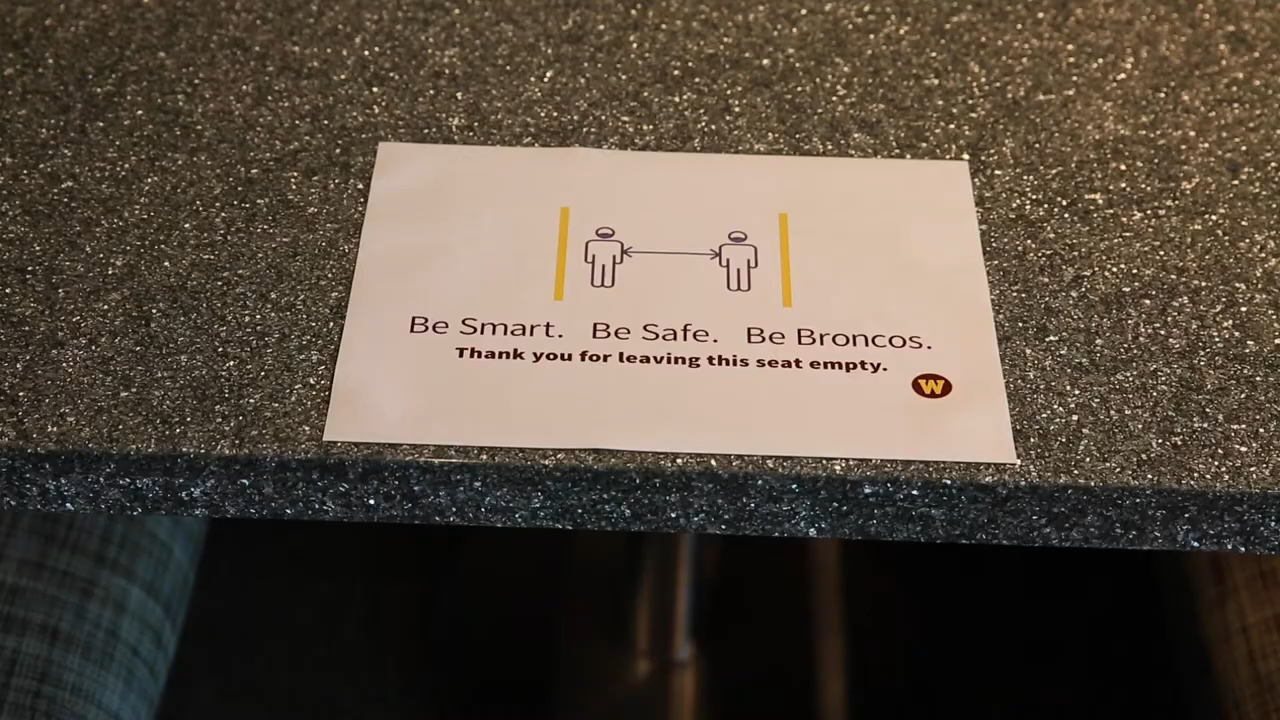 Be Smart. Be Safe. Be Broncos.
Thank you for leaving this seat empty.
W